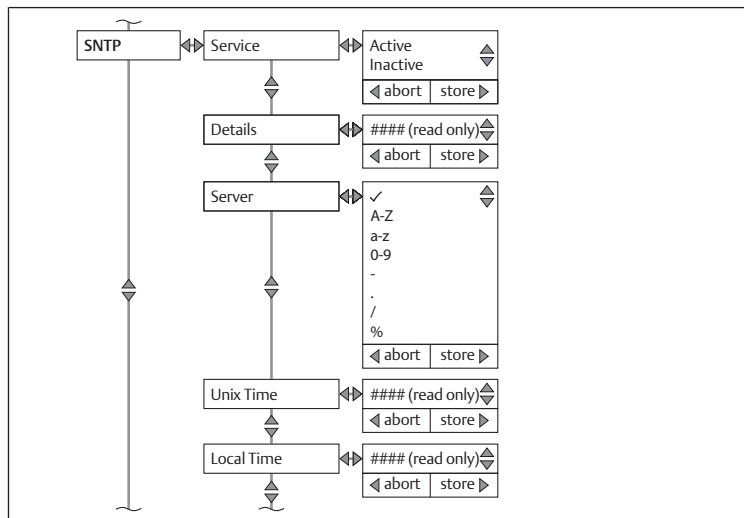 SNTP
Service
Active
Inactive
abort
store
Details
#### (read only)
abort
store
Server
✓
A-Z
a-z
0-9
-
.
/
%
abort
store
Unix Time
#### (read only)
abort
store
Local Time
#### (read only)
abort
store